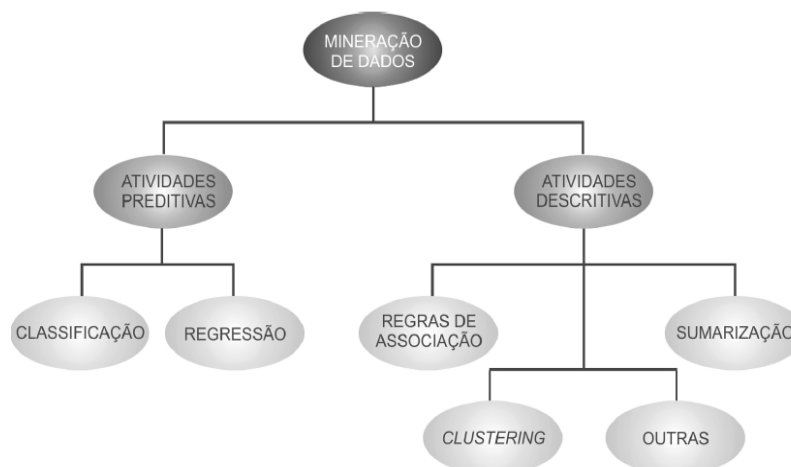 MINERAÇÃO
DE DADOS
ATIVIDADES
PREDITIVAS
ATIVIDADES
DESCRITIVAS
CLASSIFICAÇÃO
REGRESSÃO
REGRAS DE
ASSOCIAÇÃO
SUMARIZAÇÃO
CLUSTERING
OUTRAS